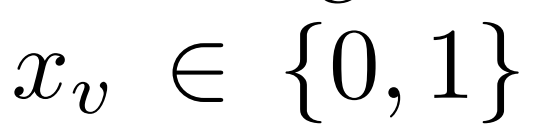 x_v ∈ {0, 1}